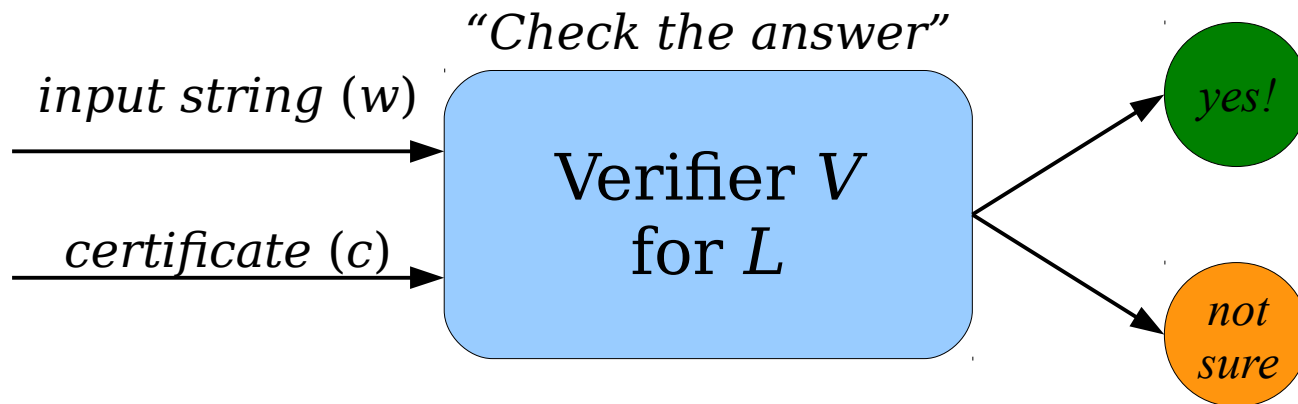 “Check the answer”
input string (w)
certificate (c)
Verifier V
for L
yes!
not
sure